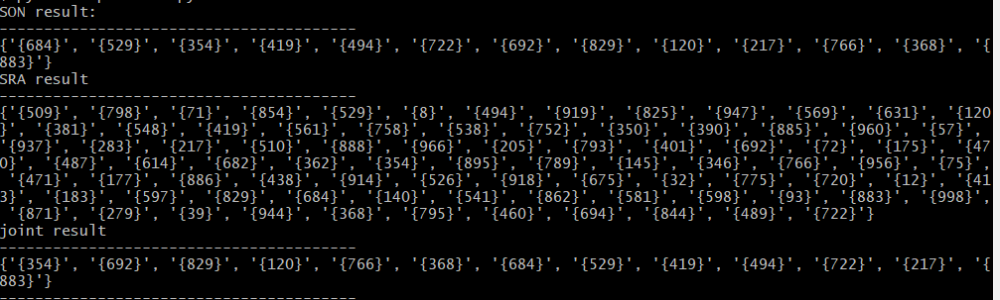 SON result:
----------------------------------------
{'{684}', '{529}', '{354}', '{419}', '{494}', '{722}', '{692}', '{829}', '{120}', '{217}', '{766}', '{368}', '{
883}'}
SRA result
----------------------------------------
{'{509}', '{798}', '{71}', '{854}', '{529}', '{8}', '{494}', '{919}', '{825}', '{947}', '{569}', '{631}', '{120
}', '{381}', '{548}', '{419}', '{561}', '{758}', '{538}', '{752}', '{350}', '{390}', '{885}', '{960}', '{57}',
'{937}', '{283}', '{217}', '{510}', '{888}', '{966}', '{205}', '{793}', '{401}', '{692}', '{72}', '{175}', '{47
0}', '{487}', '{614}', '{682}', '{362}', '{354}', '{895}', '{789}', '{145}', '{346}', '{766}', '{956}', '{75}',
'{471}', '{177}', '{886}', '{438}', '{914}', '{526}', '{918}', '{675}', '{32}', '{775}', '{720}', '{12}', '{41
3}', '{183}', '{597}', '{829}', '{684}', '{140}', '{541}', '{862}', '{581}', '{598}', '{93}', '{883}', '{998}',
'{871}', '{279}', '{39}', '{944}', '{368}', '{795}', '{460}', '{694}', '{844}', '{489}', '{722}'}
joint result
----------------------------------------
{'{354}', '{692}', '{829}', '{120}', '{766}', '{368}', '{684}', '{529}', '{419}', '{494}', '{722}', '{217}', '{
883}'}
----------------------------------------